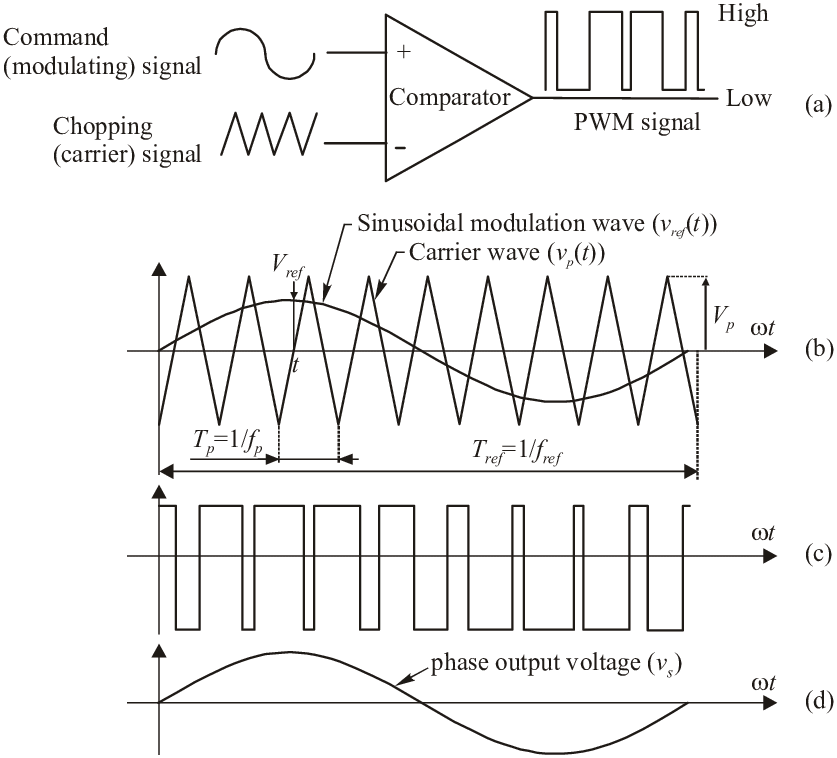 Command
(modulating) signal
+
Comparator
Chopping
(carrier) signal
–
High
Low
PWM signal
(a)
Sinusoidal modulation wave (v_ref(t))
Carrier wave (v_p(t))
V_ref
t
V_p
ωt
(b)
T_p=1/f_p
T_ref=1/f_ref
ωt
(c)
phase output voltage (v_s)
ωt
(d)